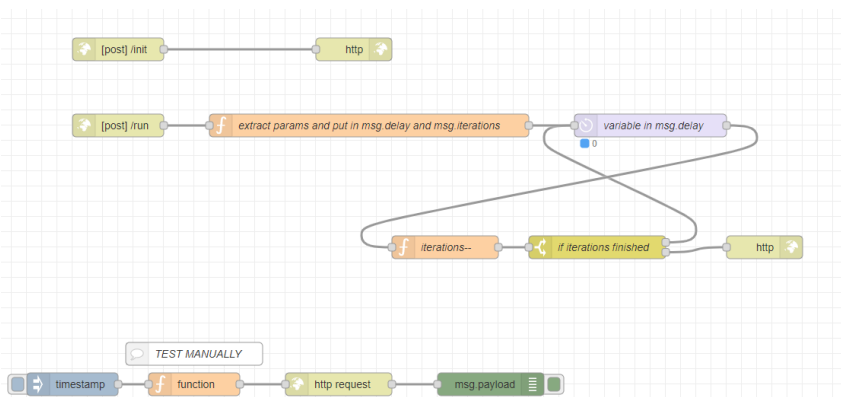 [post] /init
http
[post] /run
extract params and put in msg.delay and msg.iterations
variable in msg.delay
0
iterations--
if iterations finished
http
TEST MANUALLY
timestamp
function
http request
msg.payload